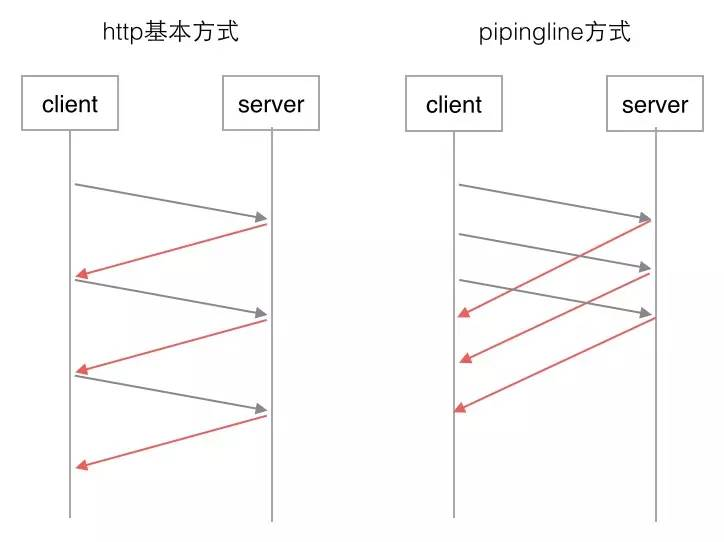 http基本方式
pipingline方式
client
server
client
server